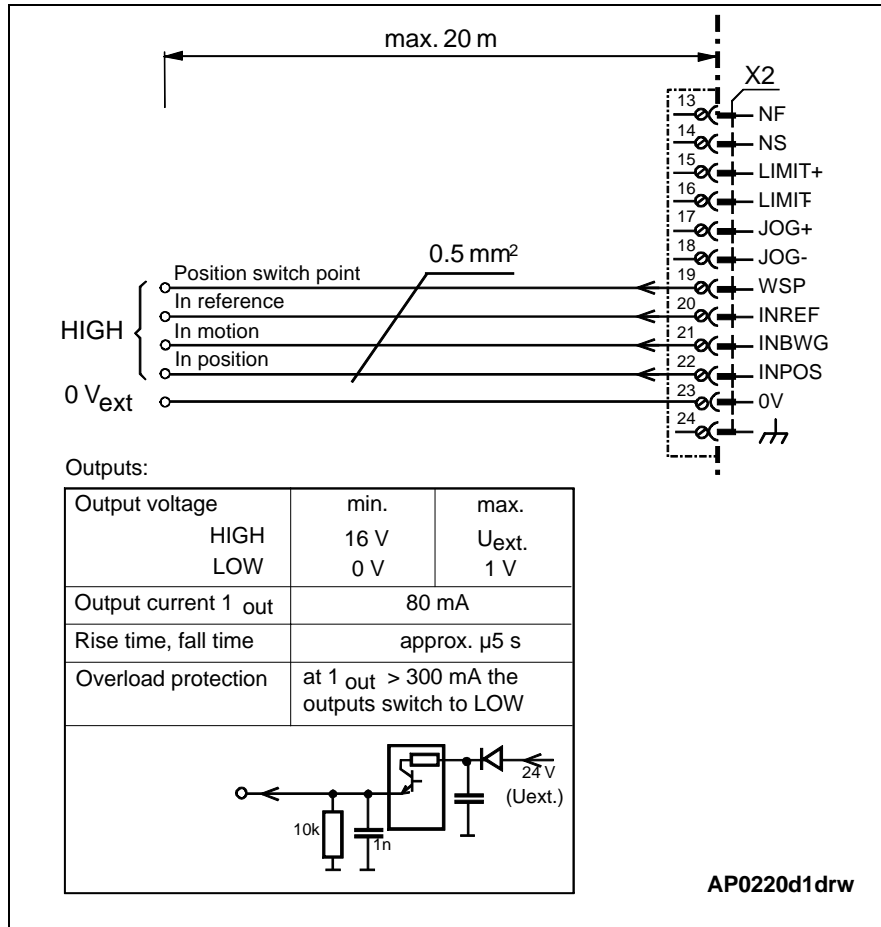 max. 20 m
X2
13 NF
14 NS
15 LIMIT+
16 LIMIT-
17 JOG+
18 JOG-
0.5 mm²
Position switch point 19 WSP
In reference 20 INREF
HIGH
In motion 21 INBWG
In position 22 INPOS
0 Vext 23 0V
24
Outputs:
Output voltage min. max.
HIGH 16 V Uext.
LOW 0 V 1 V
Output current 1 out 80 mA
Rise time, fall time approx. µ5 s
Overload protection at 1 out > 300 mA the
outputs switch to LOW
24 V
(Uext.)
10k
1n
AP0220d1drw